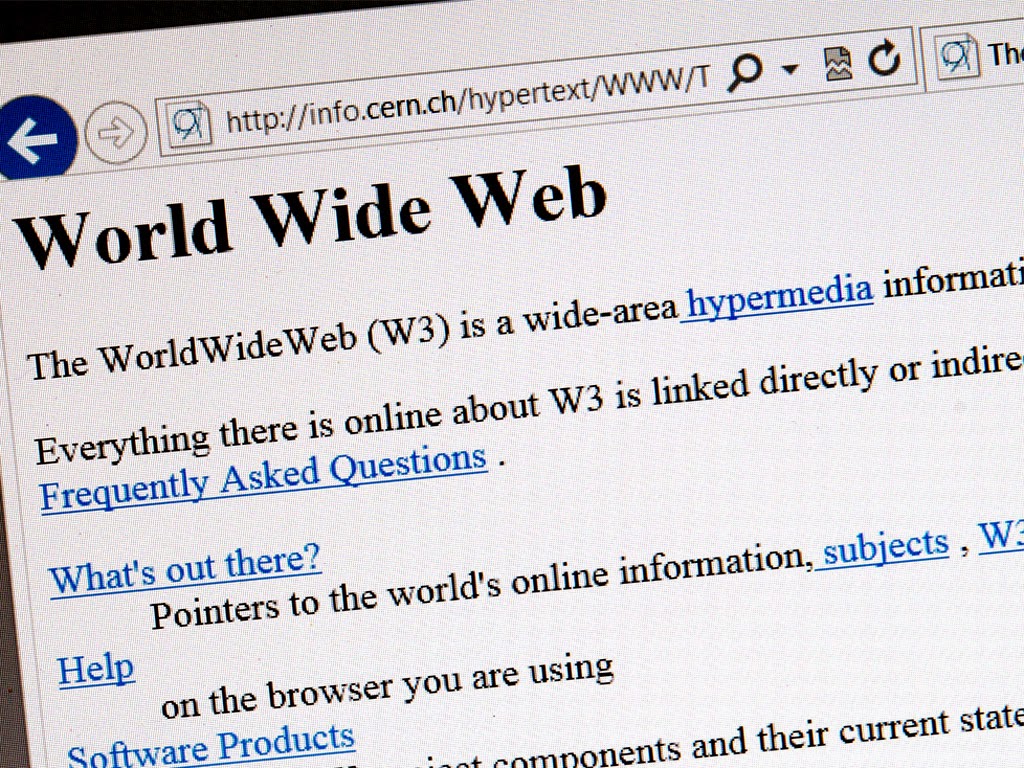 http://info.cern.ch/hypertext/WWW/T
The
World Wide Web
The WorldWideWeb (W3) is a wide-area hypermedia informati
Everything there is online about W3 is linked directly or indire
Frequently Asked Questions .
What's out there?
Pointers to the world's online information, subjects , W3
Help
on the browser you are using
Software Products
components and their current state